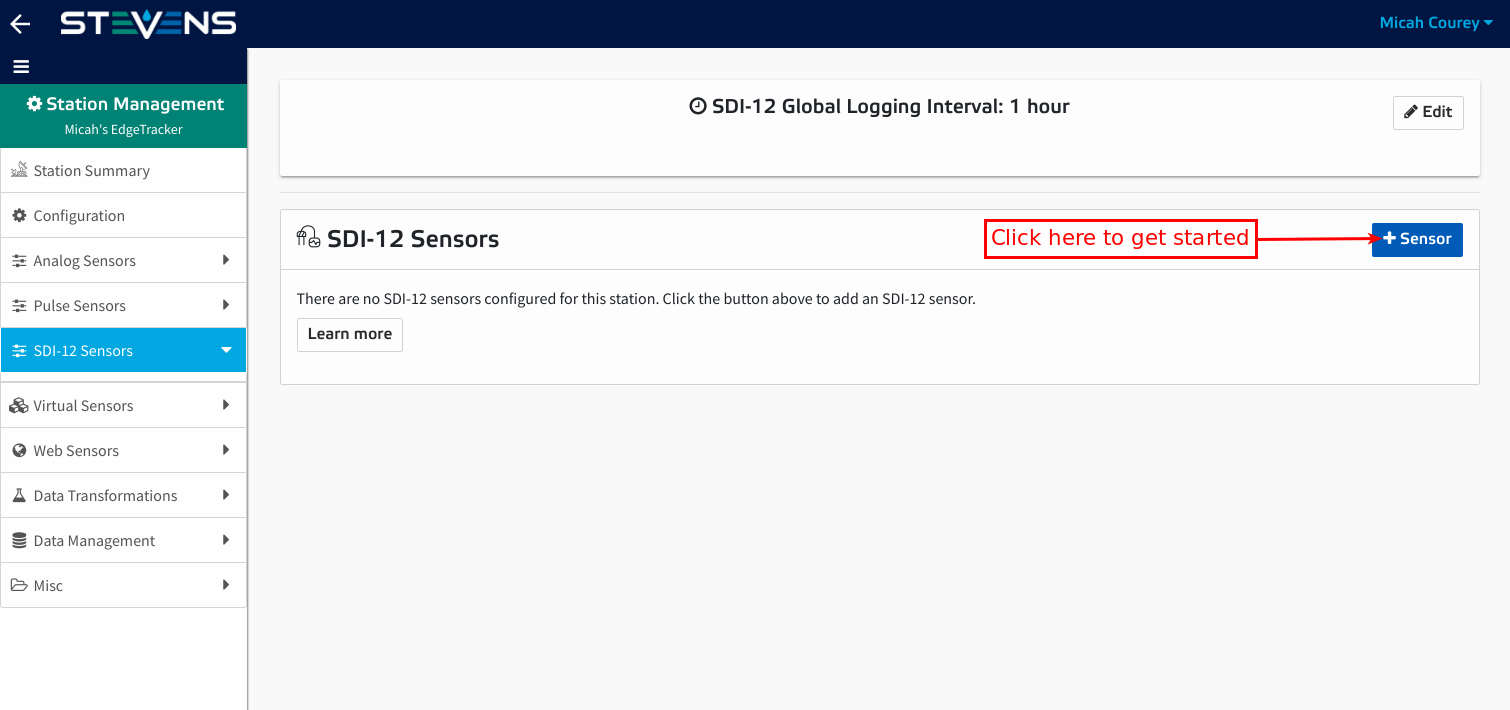 STEVENS
Micah Courey
Station Management
Micah's EdgeTracker
Station Summary
Configuration
Analog Sensors
Pulse Sensors
SDI-12 Sensors
Virtual Sensors
Web Sensors
Data Transformations
Data Management
Misc
SDI-12 Global Logging Interval: 1 hour
Edit
SDI-12 Sensors
Click here to get started
+ Sensor
There are no SDI-12 sensors configured for this station. Click the button above to add an SDI-12 sensor.
Learn more